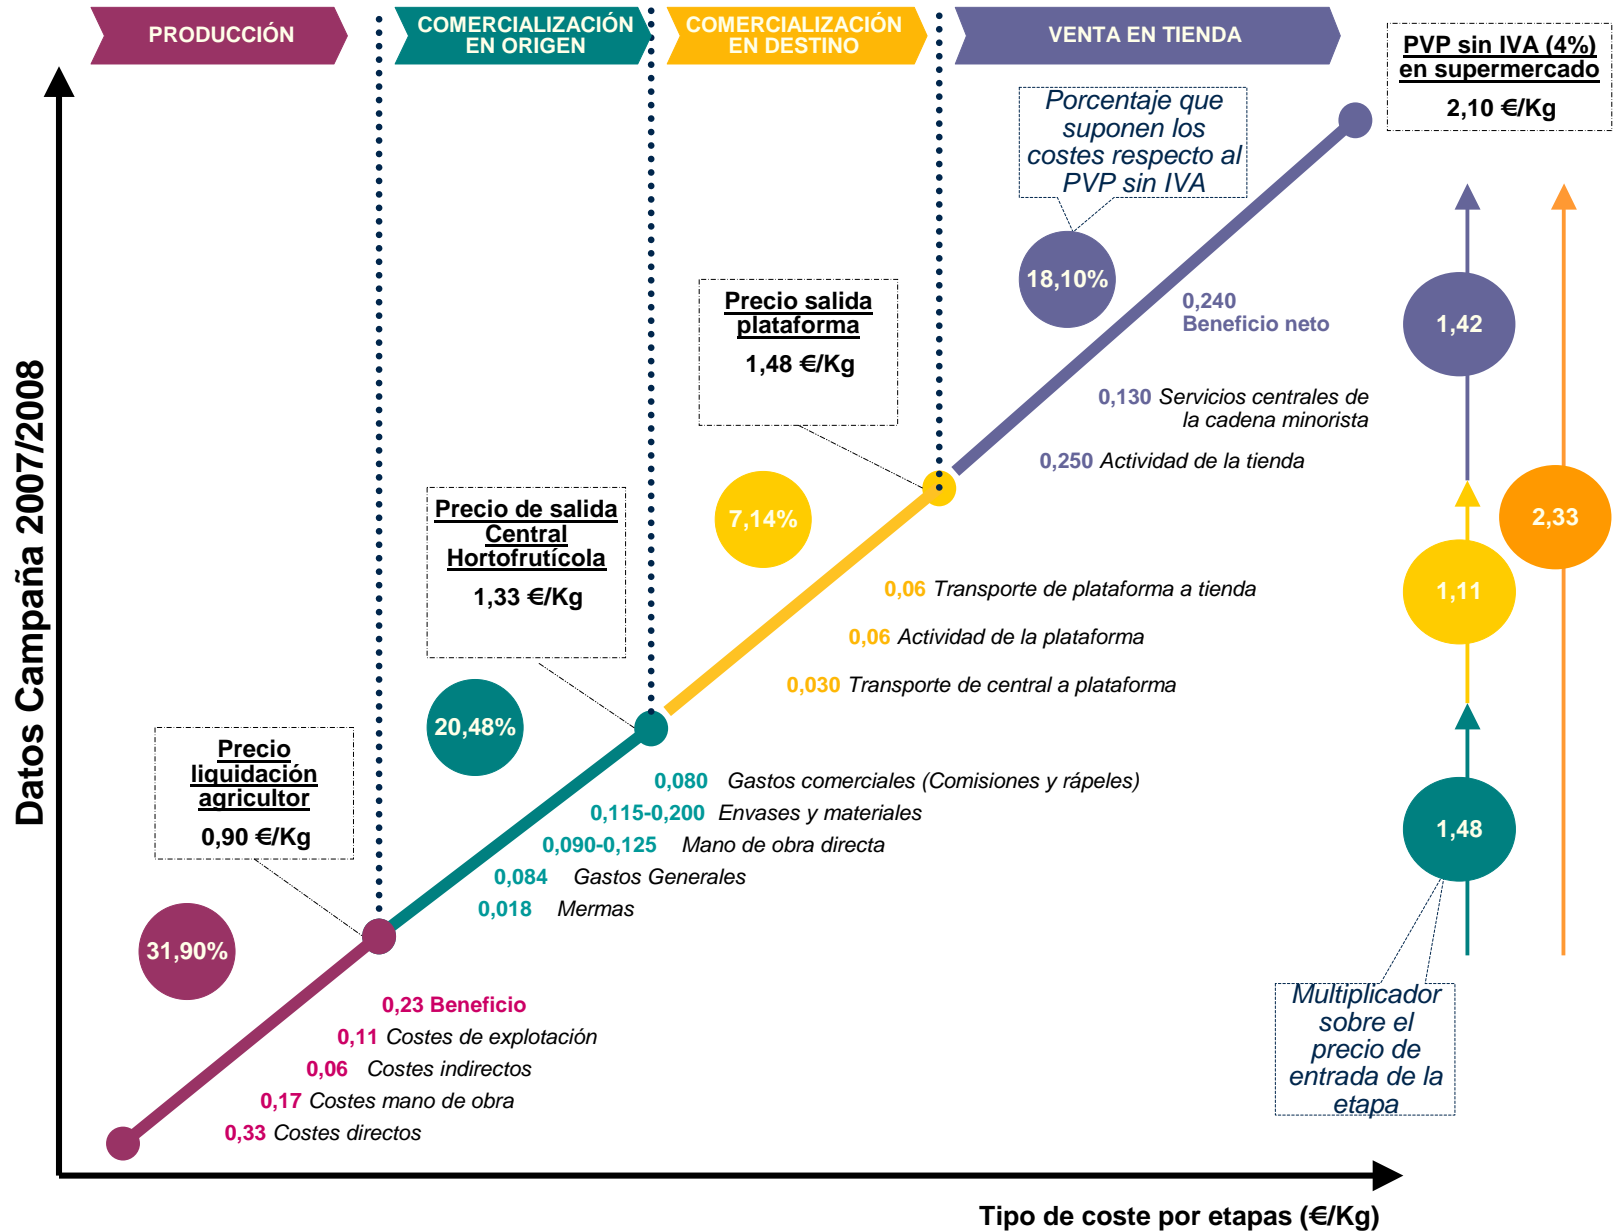 PRODUCCIÓN
COMERCIALIZACIÓN
EN ORIGEN
COMERCIALIZACIÓN
EN DESTINO
VENTA EN TIENDA
PVP sin IVA (4%)
en supermercado
2,10 €/Kg
Porcentaje que
suponen los
costes respecto al
PVP sin IVA
18,10%
0,240
Beneficio neto
0,130 Servicios centrales de
la cadena minorista
0,250 Actividad de la tienda
Precio salida
plataforma
1,48 €/Kg
7,14%
0,06 Transporte de plataforma a tienda
0,06 Actividad de la plataforma
0,030 Transporte de central a plataforma
Precio de salida
Central
Hortofrutícola
1,33 €/Kg
20,48%
0,080 Gastos comerciales (Comisiones y rápeles)
0,115-0,200 Envases y materiales
0,090-0,125 Mano de obra directa
0,084 Gastos Generales
0,018 Mermas
Precio
liquidación
agricultor
0,90 €/Kg
31,90%
0,23 Beneficio
0,11 Costes de explotación
0,06 Costes indirectos
0,17 Costes mano de obra
0,33 Costes directos
1,42
2,33
1,11
1,48
Multiplicador
sobre el
precio de
entrada de la
etapa
Datos Campaña 2007/2008
Tipo de coste por etapas (€/Kg)